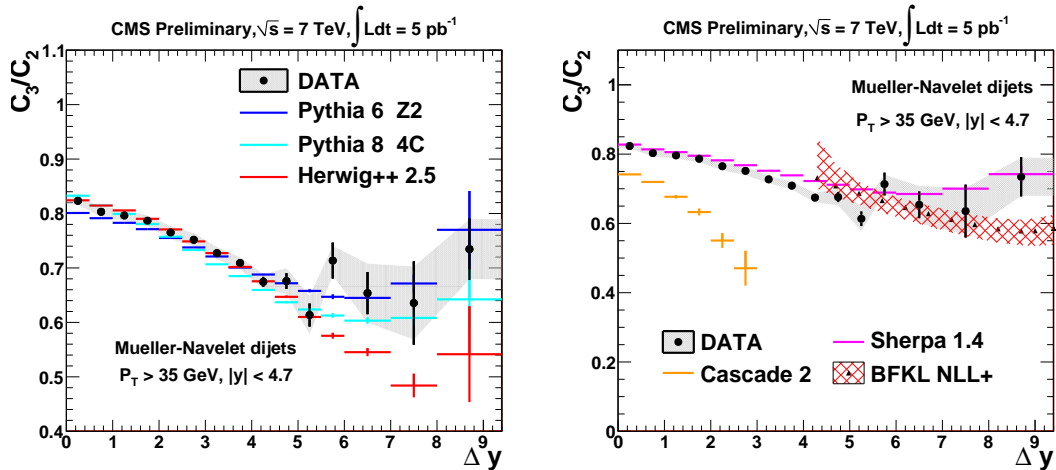 CMS Preliminary, √s = 7 TeV, ∫Ldt = 5 pb⁻¹
C₃/C₂
1.1
1
0.9
0.8
0.7
0.6
0.5
0.4
DATA
Pythia 6 Z2
Pythia 8 4C
Herwig++ 2.5
Mueller-Navelet dijets
P_T > 35 GeV, |y| < 4.7
0 1 2 3 4 5 6 7 8 9
Δy
CMS Preliminary, √s = 7 TeV, ∫Ldt = 5 pb⁻¹
C₃/C₂
1
0.8
0.6
0.4
0.2
0
Mueller-Navelet dijets
P_T > 35 GeV, |y| < 4.7
DATA
Sherpa 1.4
Cascade 2
BFKL NLL+
0 1 2 3 4 5 6 7 8 9
Δy